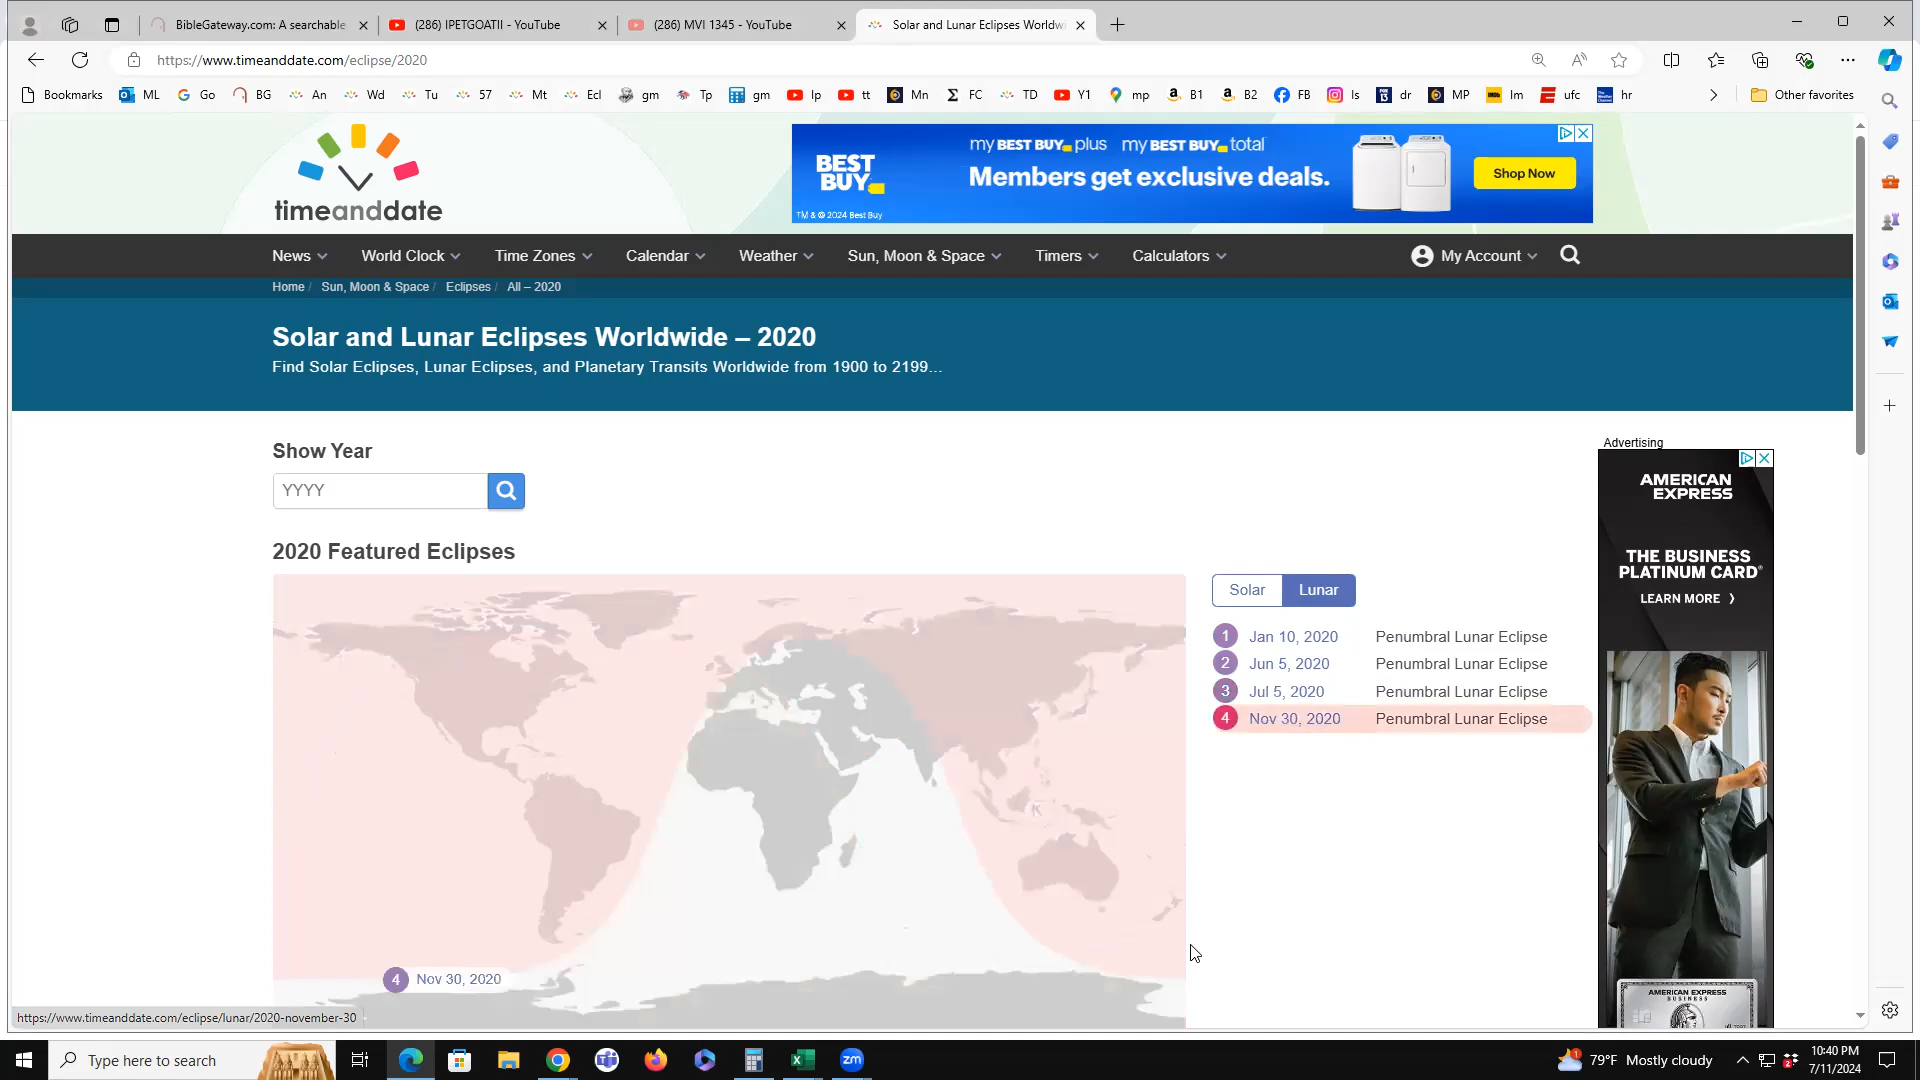 BibleGateway.com: A searchable
(286) IPETGOATII - YouTube
(286) MVI 1345 - YouTube
Solar and Lunar Eclipses Worldwi
https://www.timeanddate.com/eclipse/2020
Bookmarks ML Go BG An Wd Tu 57 Mt Ecl gm Tp gm Ip tt Mn FC TD Y1 mp B1 B2 FB Is dr MP Im ufc hr Other favorites
timeanddate
BEST BUY
my BEST BUY plus my BEST BUY total
Members get exclusive deals.
Shop Now
TM & © 2024 Best Buy
News World Clock Time Zones Calendar Weather Sun, Moon & Space Timers Calculators My Account
Home / Sun, Moon & Space / Eclipses / All – 2020
Solar and Lunar Eclipses Worldwide – 2020
Find Solar Eclipses, Lunar Eclipses, and Planetary Transits Worldwide from 1900 to 2199...
Show Year
YYYY
Advertising
AMERICAN
EXPRESS
THE BUSINESS
PLATINUM CARD®
LEARN MORE
AMERICAN EXPRESS
BUSINESS
2020 Featured Eclipses
Solar Lunar
1 Jan 10, 2020 Penumbral Lunar Eclipse
2 Jun 5, 2020 Penumbral Lunar Eclipse
3 Jul 5, 2020 Penumbral Lunar Eclipse
4 Nov 30, 2020 Penumbral Lunar Eclipse
4 Nov 30, 2020
https://www.timeanddate.com/eclipse/lunar/2020-november-30
Type here to search
79°F Mostly cloudy
10:40 PM
7/11/2024